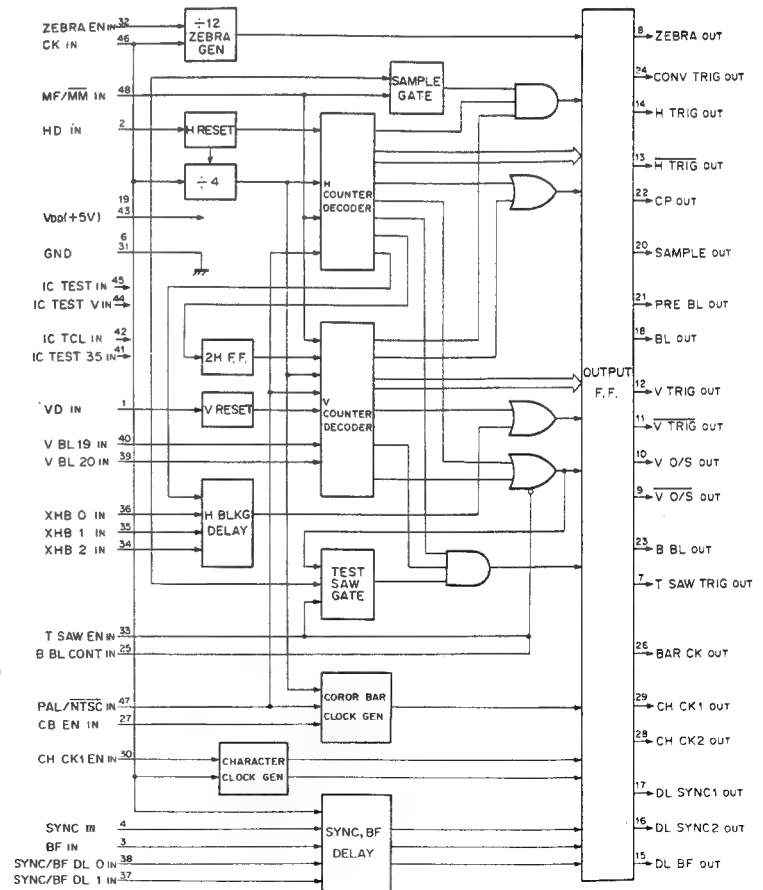 ZEBRA EN IN 32
CK IN 46
÷12
ZEBRA
GEN
8 ZEBRA OUT
24 CONV TRIG OUT
MF/M̅M̅ IN 48
SAMPLE
GATE
14 H TRIG OUT
HD IN 2
H RESET
÷4
H
COUNTER
DECODER
13 H̅ ̅T̅R̅I̅G̅ OUT
22 CP OUT
19
VDD(+5V) 43
6
GND 31
20 SAMPLE OUT
IC TEST IN 45
IC TEST V IN 44
21 PRE BL OUT
IC TCL IN 42
IC TEST 35 IN 41
18 BL OUT
2H F.F.
V
COUNTER
DECODER
OUTPUT
F.F.
12 V TRIG OUT
VD IN 1
V RESET
11 V̅ ̅T̅R̅I̅G̅ OUT
V BL 19 IN 40
V BL 20 IN 39
10 V O/S OUT
9 V̅ ̅O̅/̅S̅ OUT
XHB 0 IN 36
XHB 1 IN 35
XHB 2 IN 34
H BLKG
DELAY
23 B BL OUT
TEST
SAW
GATE
7 T SAW TRIG OUT
T SAW EN IN 33
B BL CONT IN 25
26 BAR CK OUT
PAL/N̅T̅S̅C̅ IN 47
CB EN IN 27
COROR BAR
CLOCK GEN
29 CH CK1 OUT
28 CH CK2 OUT
CH CK1 EN IN 30
CHARACTER
CLOCK GEN
17 DL SYNC1 OUT
SYNC IN 4
BF IN 3
SYNC/BF DL 0 IN 38
SYNC/BF DL 1 IN 37
SYNC, BF
DELAY
16 DL SYNC2 OUT
15 DL BF OUT